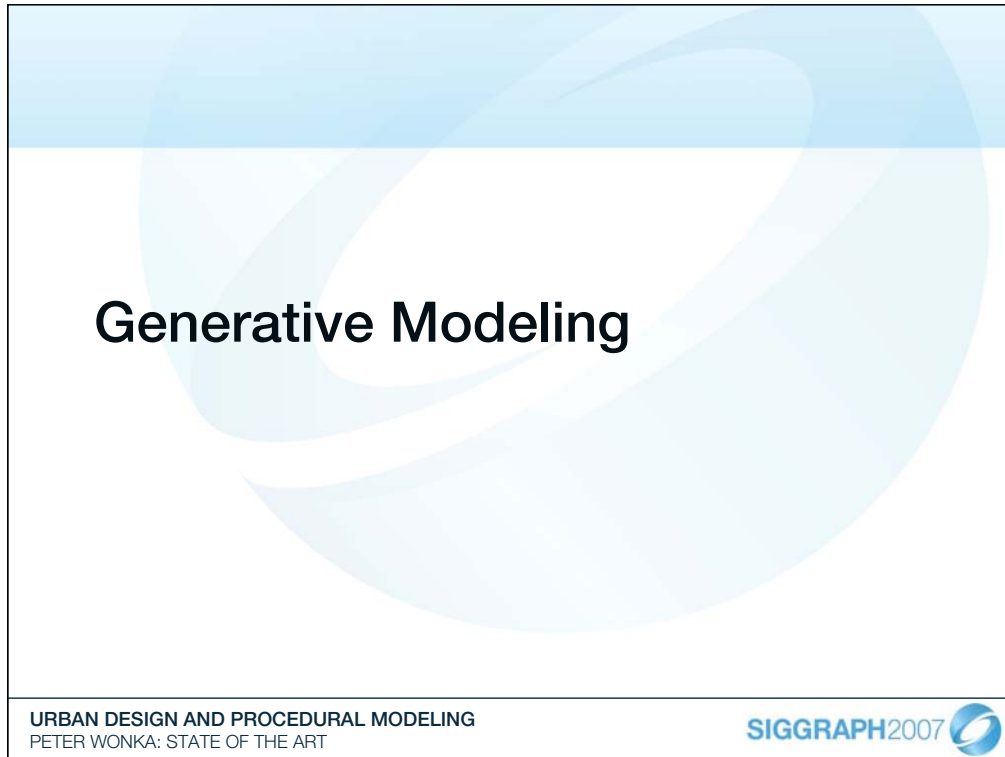 Generative Modeling
URBAN DESIGN AND PROCEDURAL MODELING
PETER WONKA: STATE OF THE ART
SIGGRAPH2007